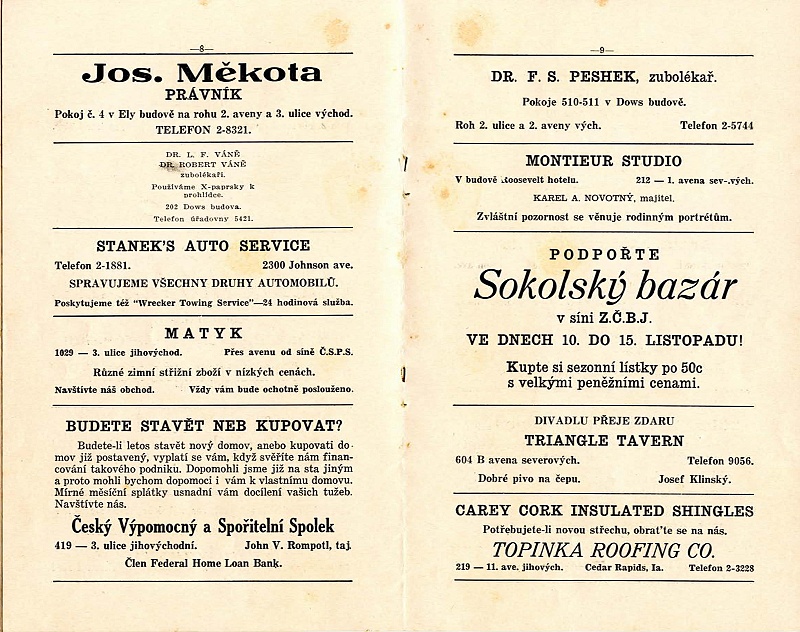 —8—
Jos. Měkota
PRÁVNÍK
Pokoj č. 4 v Ely budově na rohu 2. aveny a 3. ulice východ.
TELEFON 2-8321.
DR. L. F. VÁNĚ
DR. ROBERT VÁNĚ
zubolékaři.
Používáme X-paprsky k
prohlídce.
202 Dows budova.
Telefon úřadovny 5421.
STANEK'S AUTO SERVICE
Telefon 2-1881. 2300 Johnson ave.
SPRAVUJEME VŠECHNY DRUHY AUTOMOBILŮ.
Poskytujeme též "Wrecker Towing Service"—24 hodinová služba.
MATYK
1029 — 3. ulice jihovýchod. Přes avenu od síně Č.S.P.S.
Různé zimní střižní zboží v nízkých cenách.
Navštivte náš obchod. Vždy vám bude ochotně poslouženo.
BUDETE STAVĚT NEB KUPOVAT?
Budete-li letos stavět nový domov, anebo kupovati do-
mov již postavený, vyplatí se vám, když svěříte nám finan-
cování takového podniku. Dopomohli jsme již na sta jiným
a proto mohli bychom dopomoci i vám k vlastnímu domovu.
Mírné měsíční splátky usnadní vám docílení vašich tužeb.
Navštivte nás.
Český Výpomocný a Spořitelní Spolek
419 — 3. ulice jihovýchodní. John V. Rompotl, taj.
Člen Federal Home Loan Bank.
—9—
DR. F. S. PESHEK, zubolékař.
Pokoje 510-511 v Dows budově.
Roh 2. ulice a 2. aveny vých. Telefon 2-5744
MONTIEUR STUDIO
V budově Roosevelt hotelu. 212 — 1. avena sev.-vých.
KAREL A. NOVOTNÝ, majitel.
Zvláštní pozornost se věnuje rodinným portrétům.
PODPOŘTE
Sokolský bazár
v síni Z.Č.B.J.
VE DNECH 10. DO 15. LISTOPADU!
Kupte si sezonní lístky po 50c
s velkými peněžními cenami.
DIVADLU PŘEJE ZDARU
TRIANGLE TAVERN
604 B avena severových. Telefon 9056.
Dobré pivo na čepu. Josef Klinský.
CAREY CORK INSULATED SHINGLES
Potřebujete-li novou střechu, obraťte se na nás.
TOPINKA ROOFING CO.
219 — 11. ave. jihových. Cedar Rapids, Ia. Telefon 2-3228